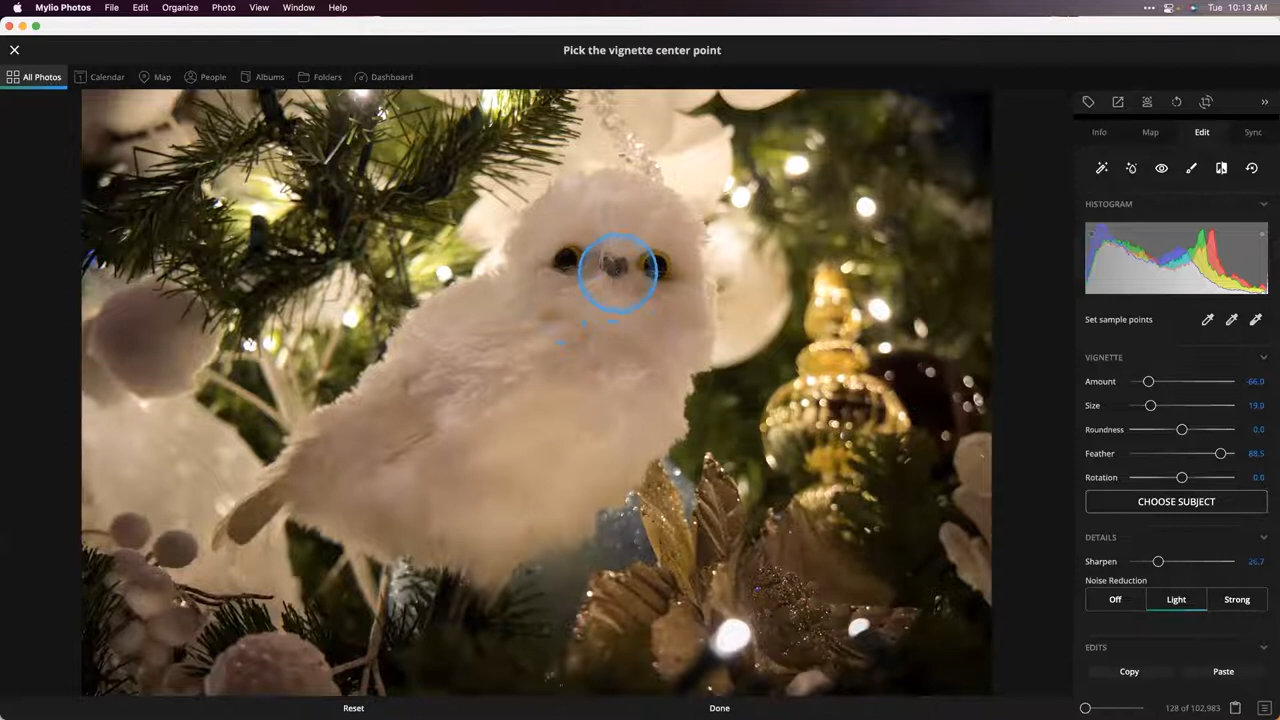 Mylio Photos File Edit Organize Photo View Window Help Tue 10:13 AM
Pick the vignette center point
All Photos Calendar Map People Albums Folders Dashboard
Info Map Edit Sync
HISTOGRAM
Set sample points
VIGNETTE
Amount -66.0
Size 19.0
Roundness 0.0
Feather 88.5
Rotation 0.0
CHOOSE SUBJECT
DETAILS
Sharpen 26.7
Noise Reduction
Off Light Strong
EDITS
Copy Paste
Reset Done 128 of 102,983